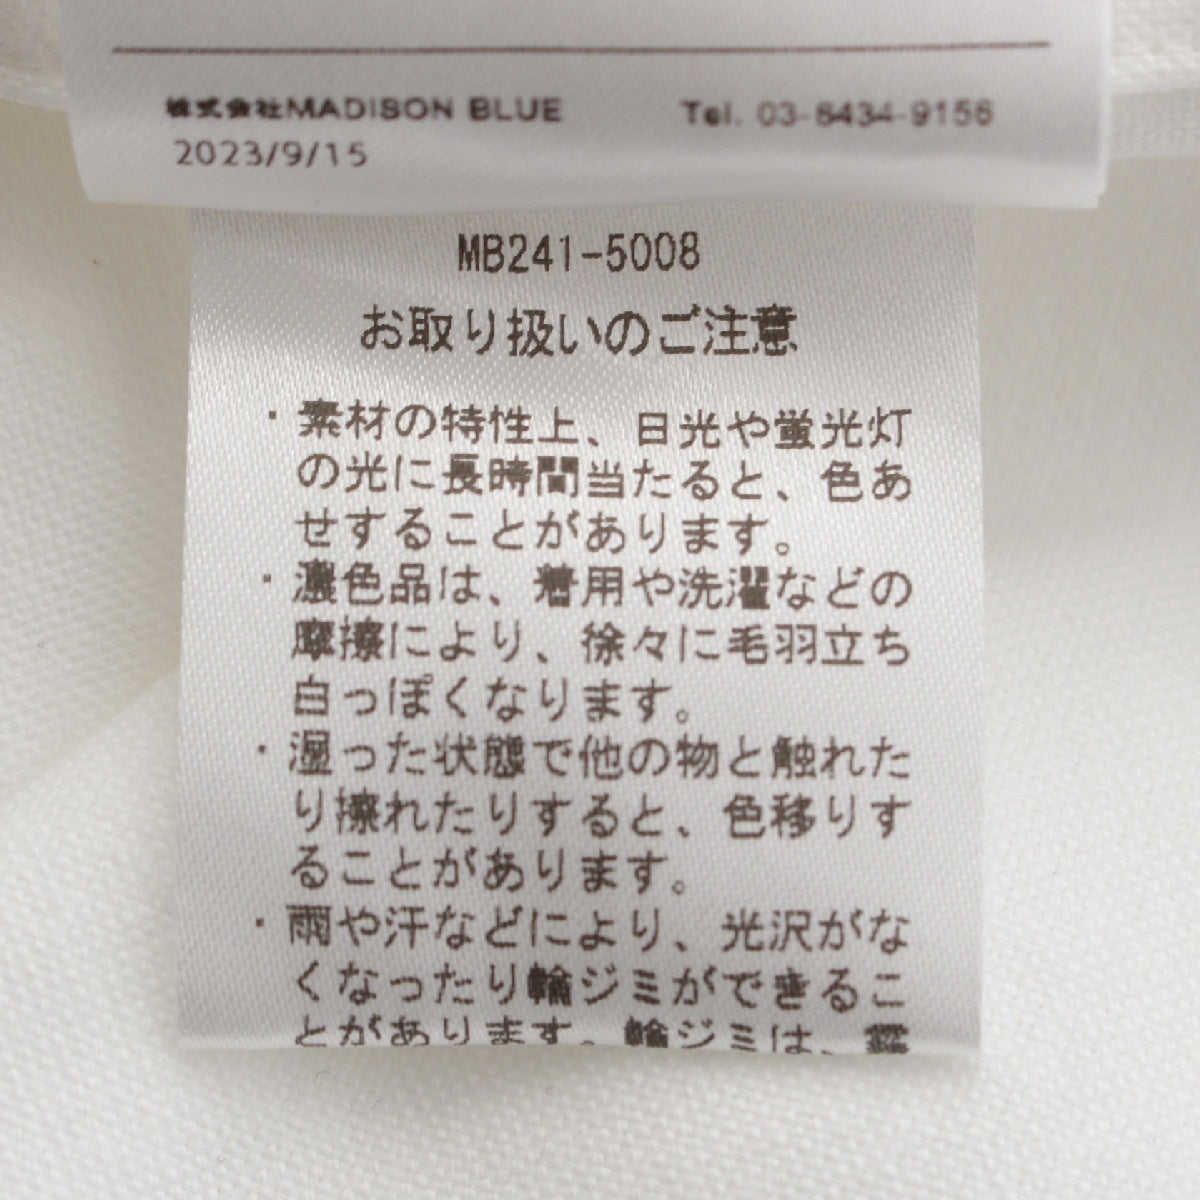 株式会社MADISON BLUE Tel. 03-6434-9156
2023/9/15
MB241-5008
お取り扱いのご注意
・素材の特性上、日光や蛍光灯
の光に長時間当たると、色あ
せすることがあります。
・濃色品は、着用や洗濯などの
摩擦により、徐々に毛羽立ち
白っぽくなります。
・湿った状態で他の物と触れた
り擦れたりすると、色移りす
ることがあります。
・雨や汗などにより、光沢がな
くなったり輪ジミができるこ
とがあります。輪ジミは、霧